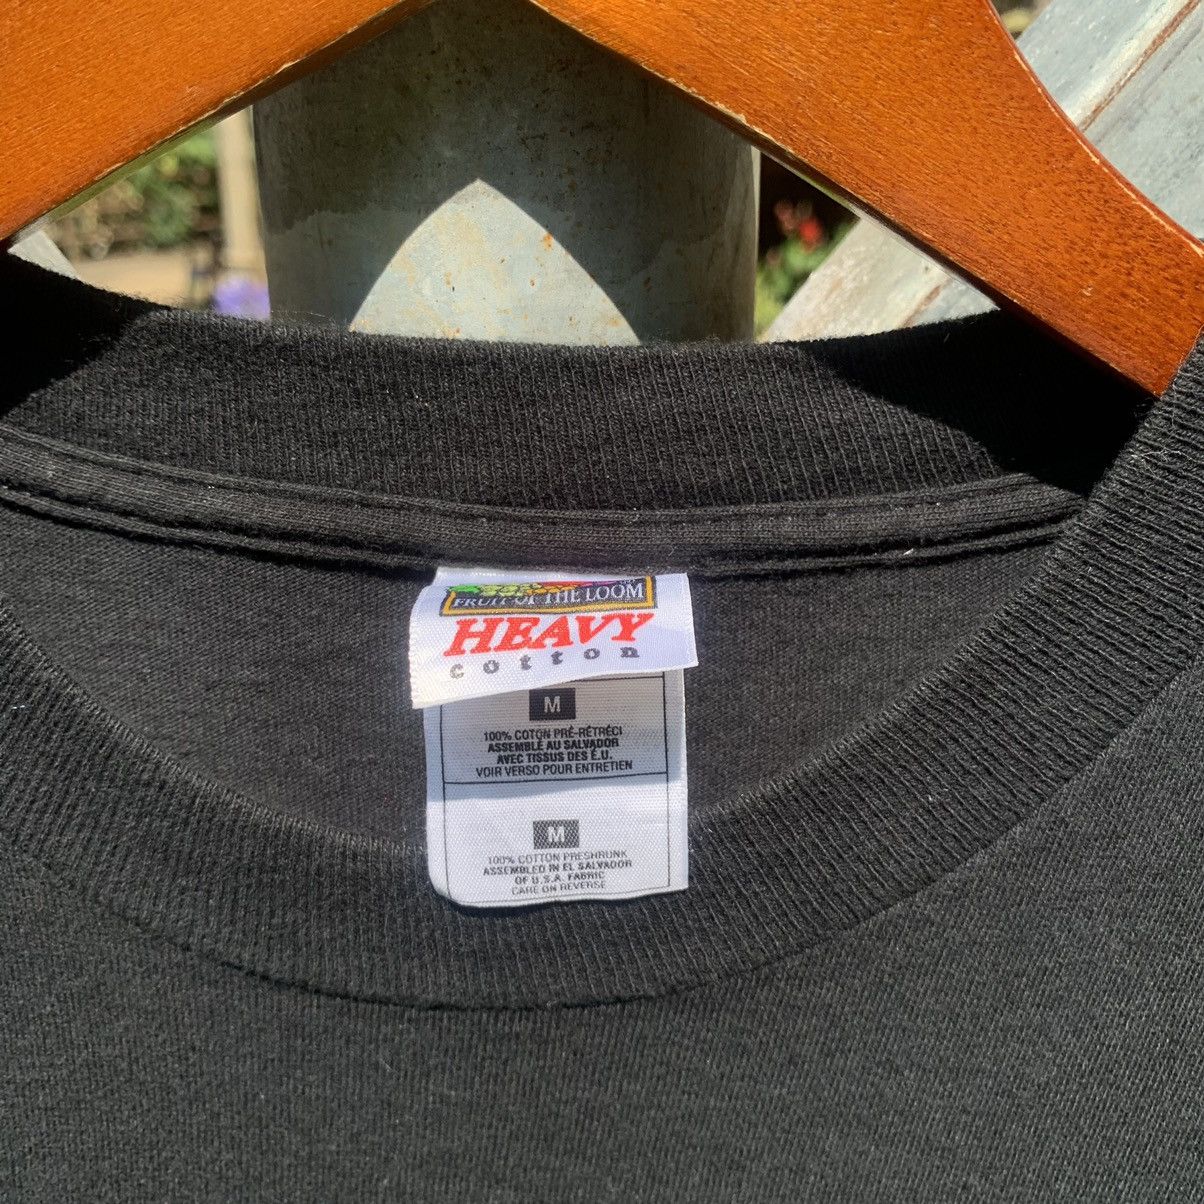 FRUIT OF THE LOOM
HEAVY
cotton
M
100% COTON PRÉ-RÉTRÉCI
ASSEMBLÉ AU SALVADOR
AVEC TISSUS DES É.U.
VOIR VERSO POUR ENTRETIEN
M
100% COTTON PRESHRUNK
ASSEMBLED IN EL SALVADOR
OF U.S.A. FABRIC
CARE ON REVERSE